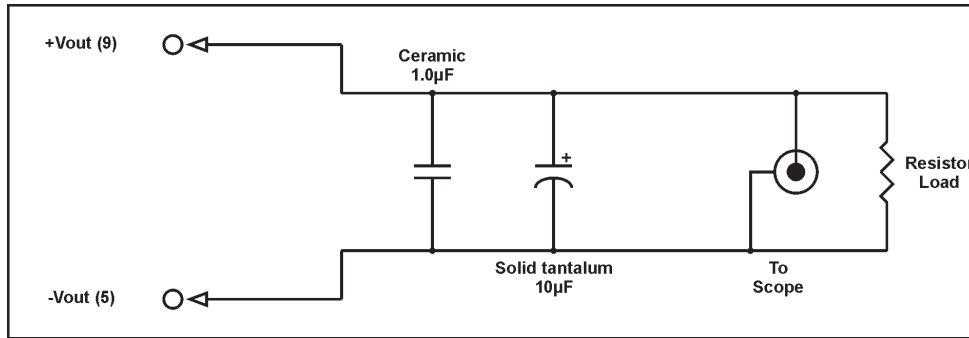 +Vout (9)
Ceramic
1.0µF
+
Resistor
Load
-Vout (5)
Solid tantalum
10µF
To
Scope